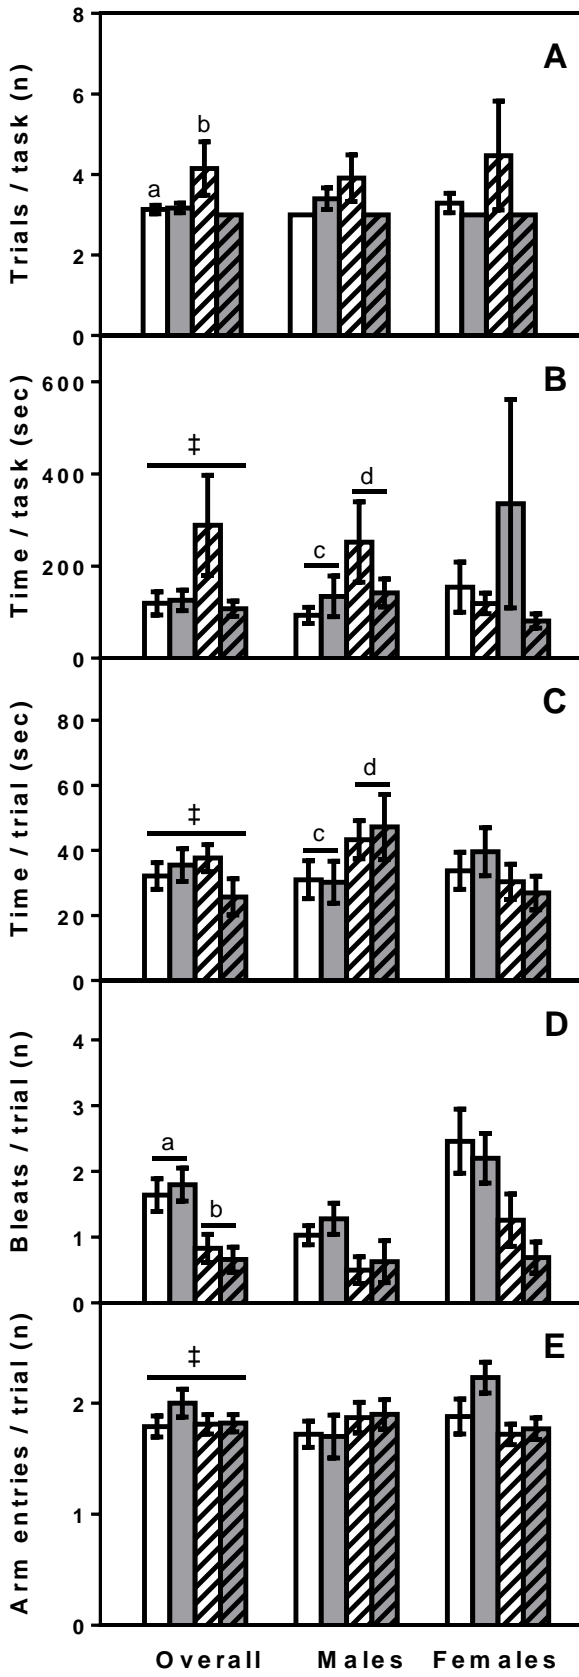 8
A
6
b
4
a
2
0
Trials / task (n)
B
600
‡
400
d
c
200
0
Time / task (sec)
C
80
60
d
‡
c
40
20
0
Time / trial (sec)
D
4
3
a
2
b
1
0
Bleats / trial (n)
E
‡
2
1
0
Arm entries / trial (n)
Overall Males Females